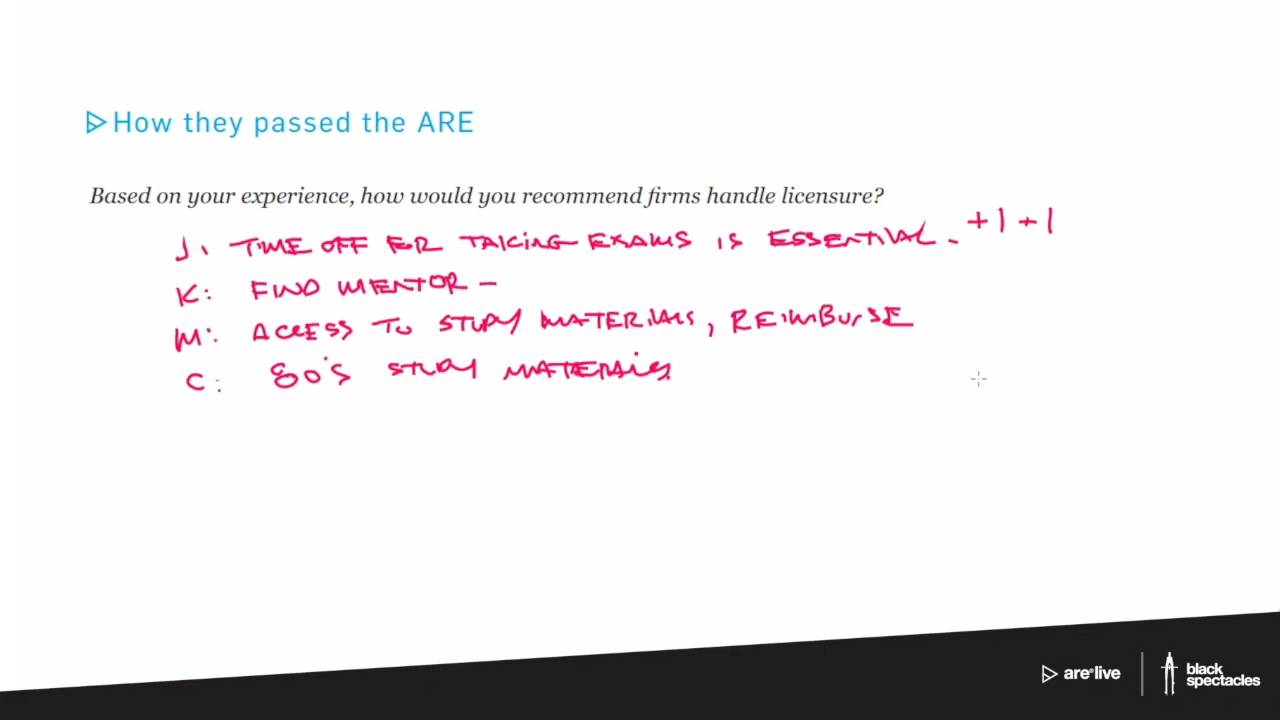 How they passed the ARE
Based on your experience, how would you recommend firms handle licensure?
J: TIME OFF FOR TAKING EXAMS IS ESSENTIAL. +1 +1
K: FIND MENTOR –
M: ACCESS TO STUDY MATERIALS, REIMBURSE
C: 80'S STUDY MATERIALS
are®live
black
spectacles